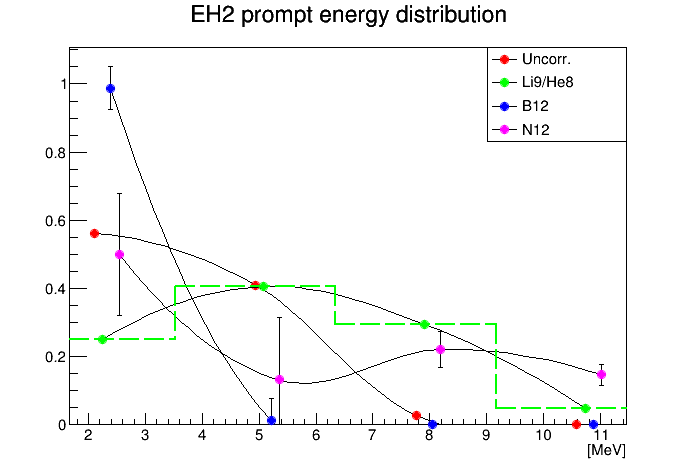 EH2 prompt energy distribution
Uncorr.
Li9/He8
B12
N12
1
0.8
0.6
0.4
0.2
0
2 3 4 5 6 7 8 9 10 11
[MeV]